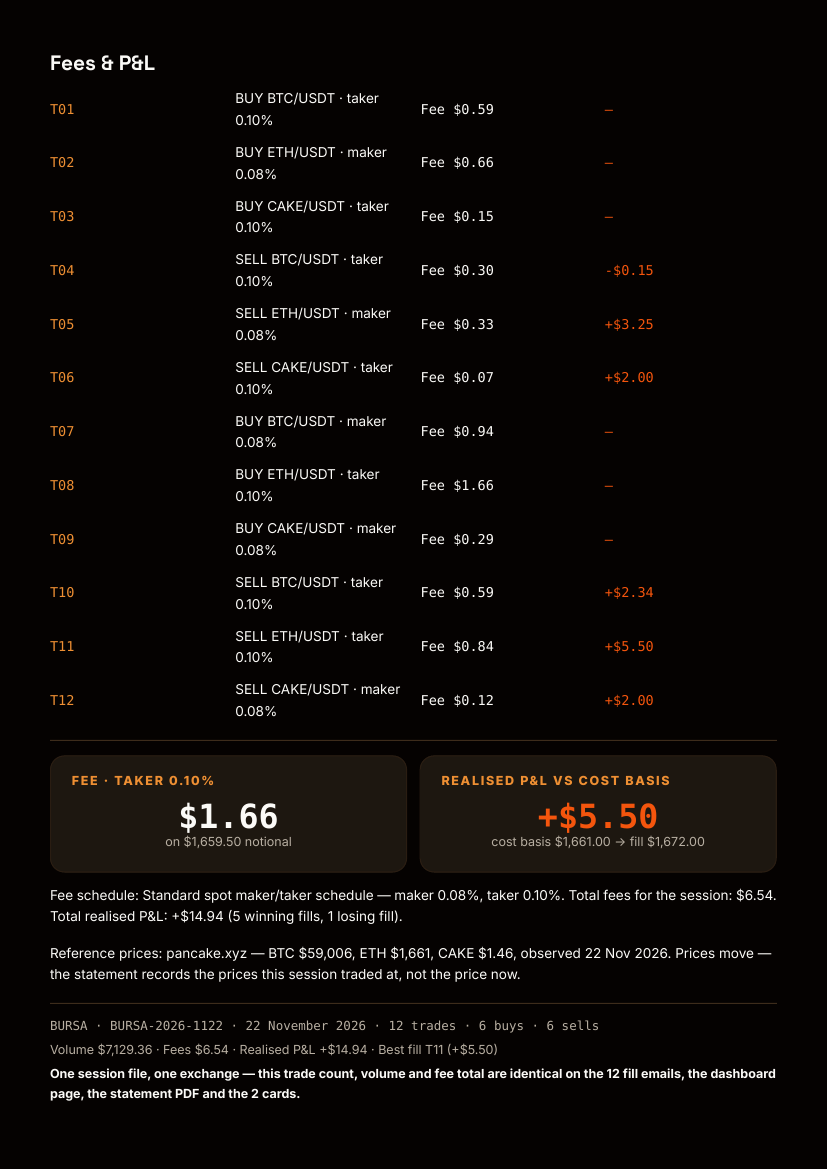 Fees & P&L
T01
BUY BTC/USDT · taker
0.10%
Fee $0.59
—
T02
BUY ETH/USDT · maker
0.08%
Fee $0.66
—
T03
BUY CAKE/USDT · taker
0.10%
Fee $0.15
—
T04
SELL BTC/USDT · taker
0.10%
Fee $0.30
-$0.15
T05
SELL ETH/USDT · maker
0.08%
Fee $0.33
+$3.25
T06
SELL CAKE/USDT · taker
0.10%
Fee $0.07
+$2.00
T07
BUY BTC/USDT · maker
0.08%
Fee $0.94
—
T08
BUY ETH/USDT · taker
0.10%
Fee $1.66
—
T09
BUY CAKE/USDT · maker
0.08%
Fee $0.29
—
T10
SELL BTC/USDT · taker
0.10%
Fee $0.59
+$2.34
T11
SELL ETH/USDT · taker
0.10%
Fee $0.84
+$5.50
T12
SELL CAKE/USDT · maker
0.08%
Fee $0.12
+$2.00
FEE · TAKER 0.10%
$1.66
on $1,659.50 notional
REALISED P&L VS COST BASIS
+$5.50
cost basis $1,661.00 → fill $1,672.00
Fee schedule: Standard spot maker/taker schedule — maker 0.08%, taker 0.10%. Total fees for the session: $6.54.
Total realised P&L: +$14.94 (5 winning fills, 1 losing fill).
Reference prices: pancake.xyz — BTC $59,006, ETH $1,661, CAKE $1.46, observed 22 Nov 2026. Prices move —
the statement records the prices this session traded at, not the price now.
BURSA · BURSA-2026-1122 · 22 November 2026 · 12 trades · 6 buys · 6 sells
Volume $7,129.36 · Fees $6.54 · Realised P&L +$14.94 · Best fill T11 (+$5.50)
One session file, one exchange — this trade count, volume and fee total are identical on the 12 fill emails, the dashboard
page, the statement PDF and the 2 cards.